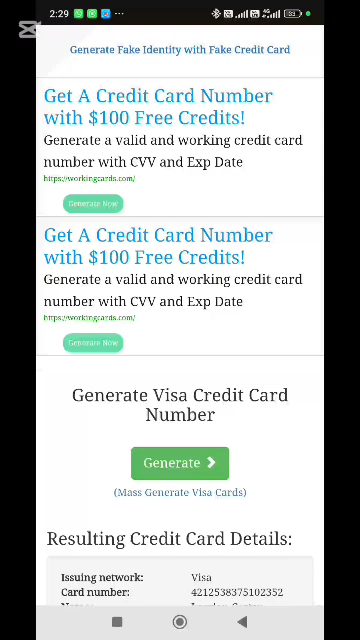 2:29
Generate Fake Identity with Fake Credit Card
Get A Credit Card Number
with $100 Free Credits!
Generate a valid and working credit card
number with CVV and Exp Date
https://workingcards.com/
Generate Now
Get A Credit Card Number
with $100 Free Credits!
Generate a valid and working credit card
number with CVV and Exp Date
https://workingcards.com/
Generate Now
Generate Visa Credit Card
Number
Generate
(Mass Generate Visa Cards)
Resulting Credit Card Details:
Issuing network: Visa
Card number: 4212538375102352